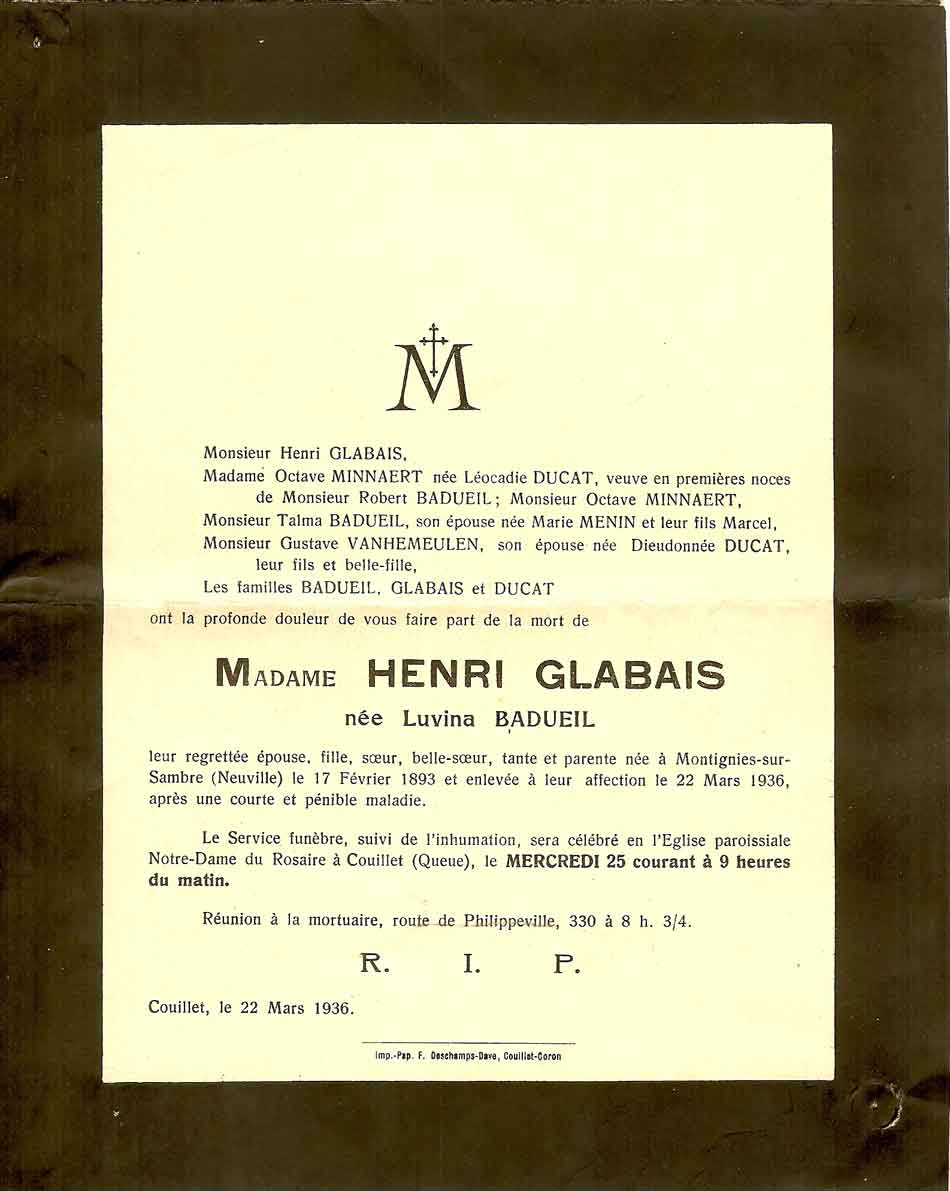 M
Monsieur Henri GLABAIS,
Madame Octave MINNAERT née Léocadie DUCAT, veuve en premières noces
de Monsieur Robert BADUEIL ; Monsieur Octave MINNAERT,
Monsieur Talma BADUEIL, son épouse née Marie MENIN et leur fils Marcel,
Monsieur Gustave VANHEMEULEN, son épouse née Dieudonnée DUCAT,
leur fils et belle-fille,
Les familles BADUEIL, GLABAIS et DUCAT
ont la profonde douleur de vous faire part de la mort de
MADAME HENRI GLABAIS
née Luvina BADUEIL
leur regrettée épouse, fille, sœur, belle-sœur, tante et parente née à Montignies-sur-
Sambre (Neuville) le 17 Février 1893 et enlevée à leur affection le 22 Mars 1936,
après une courte et pénible maladie.
Le Service funèbre, suivi de l'inhumation, sera célébré en l'Eglise paroissiale
Notre-Dame du Rosaire à Couillet (Queue), le MERCREDI 25 courant à 9 heures
du matin.
Réunion à la mortuaire, route de Philippeville, 330 à 8 h. 3/4.
R. I. P.
Couillet, le 22 Mars 1936.
Imp.-Pap. F. Deschamps-Dave, Couillet-Coron